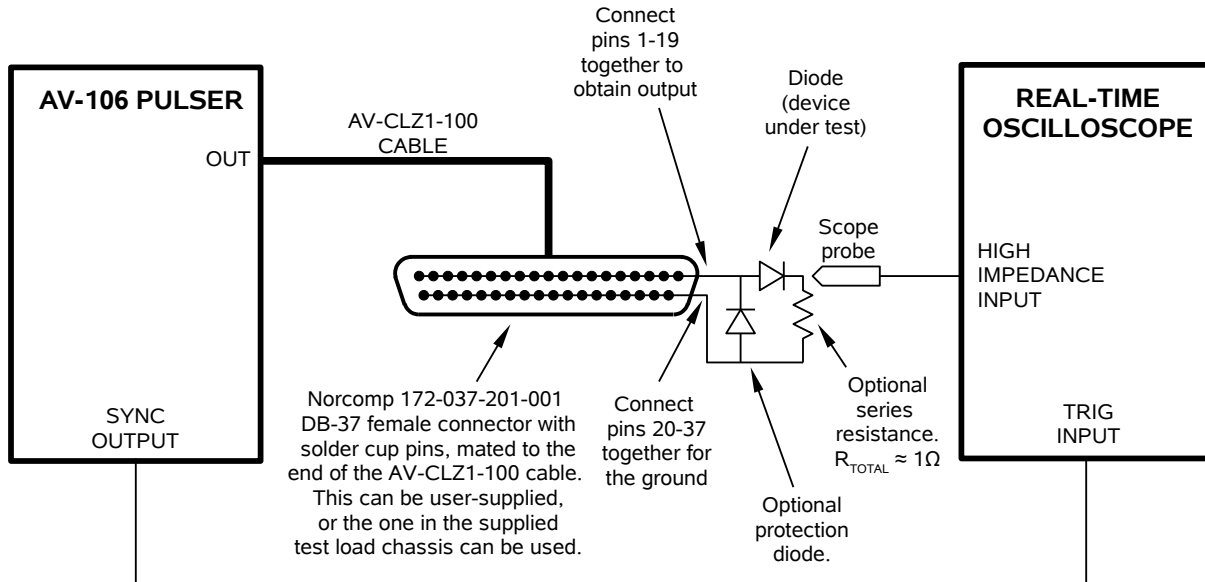 AV-106 PULSER
OUT
SYNC
OUTPUT
AV-CLZ1-100
CABLE
Connect
pins 1-19
together to
obtain output
Diode
(device
under test)
Scope
probe
REAL-TIME
OSCILLOSCOPE
HIGH
IMPEDANCE
INPUT
TRIG
INPUT
Norcomp 172-037-201-001
DB-37 female connector with
solder cup pins, mated to the
end of the AV-CLZ1-100 cable.
This can be user-supplied,
or the one in the supplied
test load chassis can be used.
Connect
pins 20-37
together for
the ground
Optional
protection
diode.
Optional
series
resistance.
R_TOTAL ≈ 1Ω